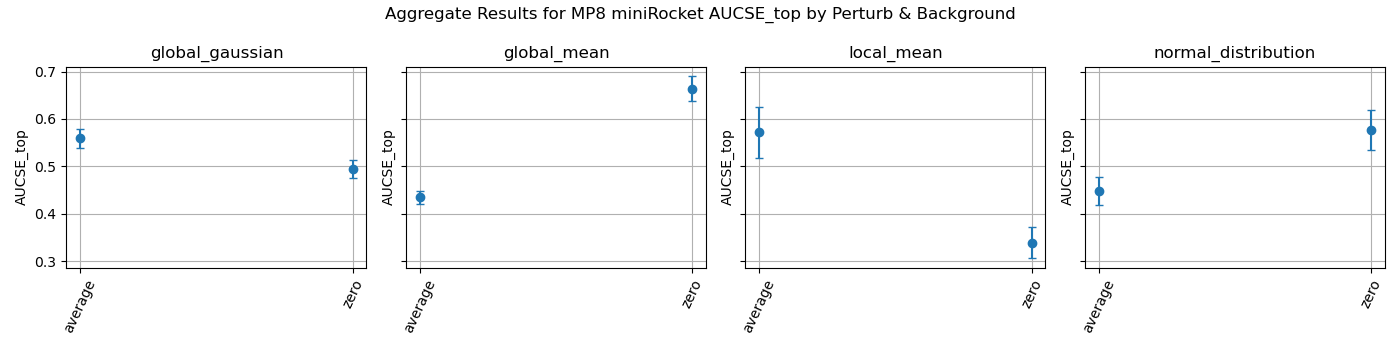 Aggregate Results for MP8 miniRocket AUCSE_top by Perturb & Background
global_gaussian
global_mean
local_mean
normal_distribution
0.7
0.6
0.5
0.4
0.3
AUCSE_top
AUCSE_top
AUCSE_top
AUCSE_top
average
zero
average
zero
average
zero
average
zero